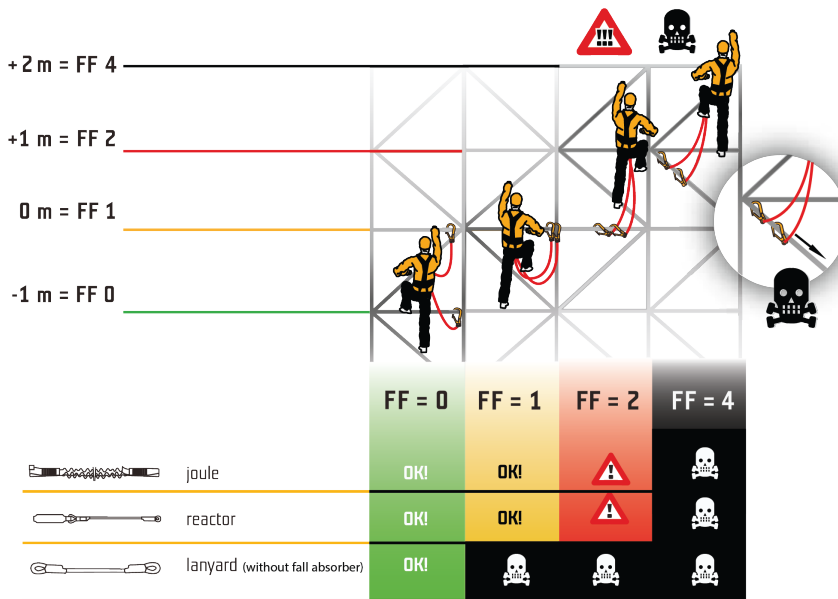 !!!
+2 m = FF 4
+1 m = FF 2
0 m = FF 1
-1 m = FF 0
FF = 0 FF = 1 FF = 2 FF = 4
joule OK! OK! !
reactor OK! OK! !
lanyard (without fall absorber) OK!